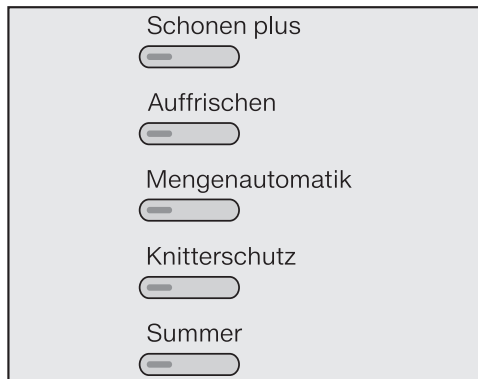 Schonen plus
Auffrischen
Mengenautomatik
Knitterschutz
Summer